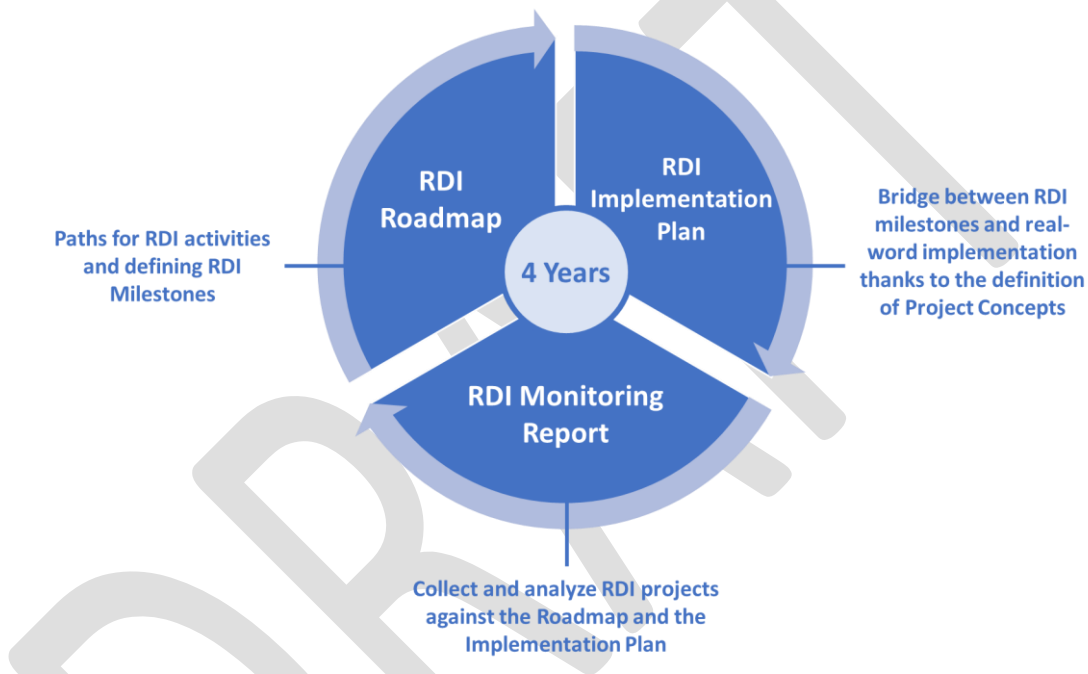 RDI
Roadmap
RDI
Implementation
Plan
4 Years
RDI Monitoring
Report
Paths for RDI activities
and defining RDI
Milestones
Bridge between RDI
milestones and real-
word implementation
thanks to the definition
of Project Concepts
Collect and analyze RDI projects
against the Roadmap and the
Implementation Plan
DRAFT